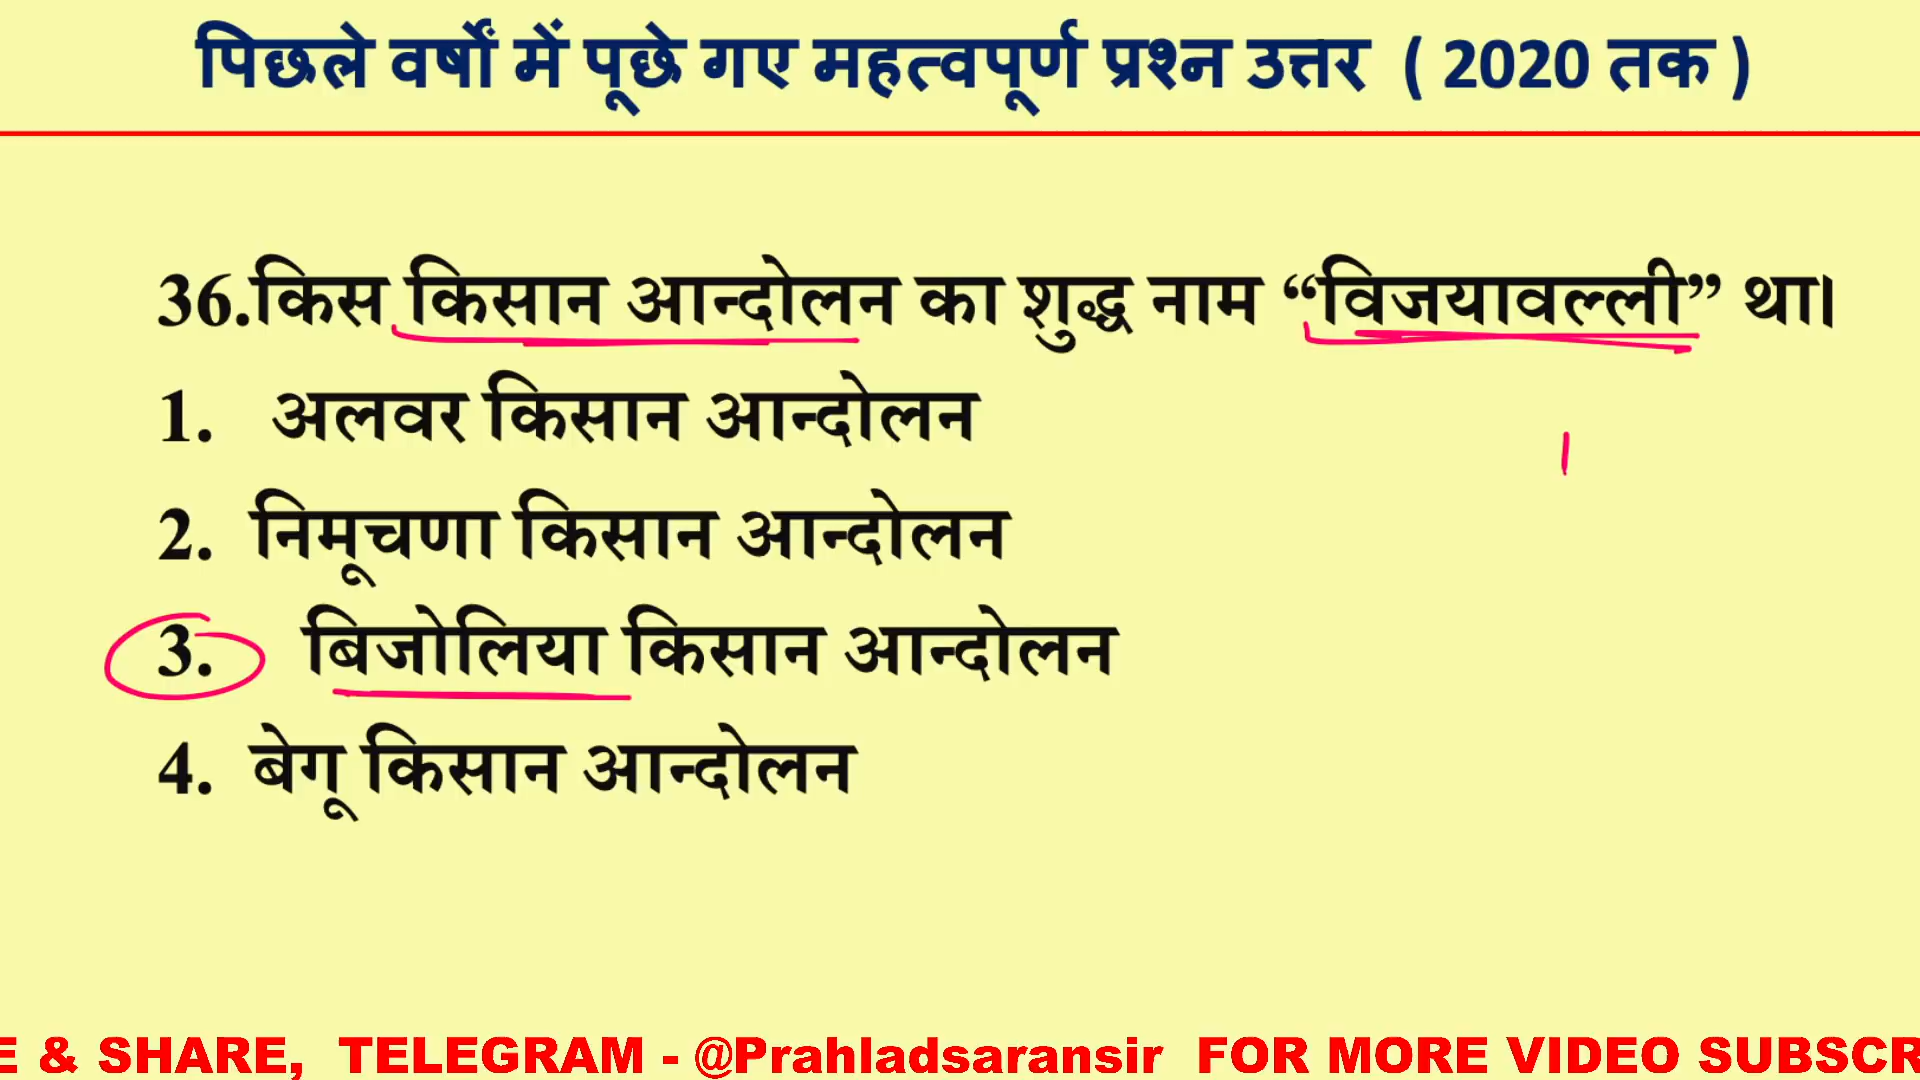 पिछले वर्षों में पूछे गए महत्वपूर्ण प्रश्न उत्तर ( 2020 तक )
36.किस किसान आन्दोलन का शुद्ध नाम “विजयावल्ली” था।
1. अलवर किसान आन्दोलन
2. निमूचणा किसान आन्दोलन
3. बिजोलिया किसान आन्दोलन
4. बेगू किसान आन्दोलन
E & SHARE, TELEGRAM - @Prahladsaransir FOR MORE VIDEO SUBSCR